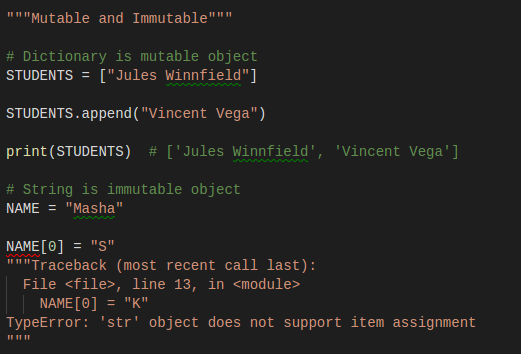 """Mutable and Immutable"""
# Dictionary is mutable object
STUDENTS = ["Jules Winnfield"]
STUDENTS.append("Vincent Vega")
print(STUDENTS)  # ['Jules Winnfield', 'Vincent Vega']
# String is immutable object
NAME = "Masha"
NAME[0] = "S"
"""Traceback (most recent call last):
  File <file>, line 13, in <module>
    NAME[0] = "K"
TypeError: 'str' object does not support item assignment
"""